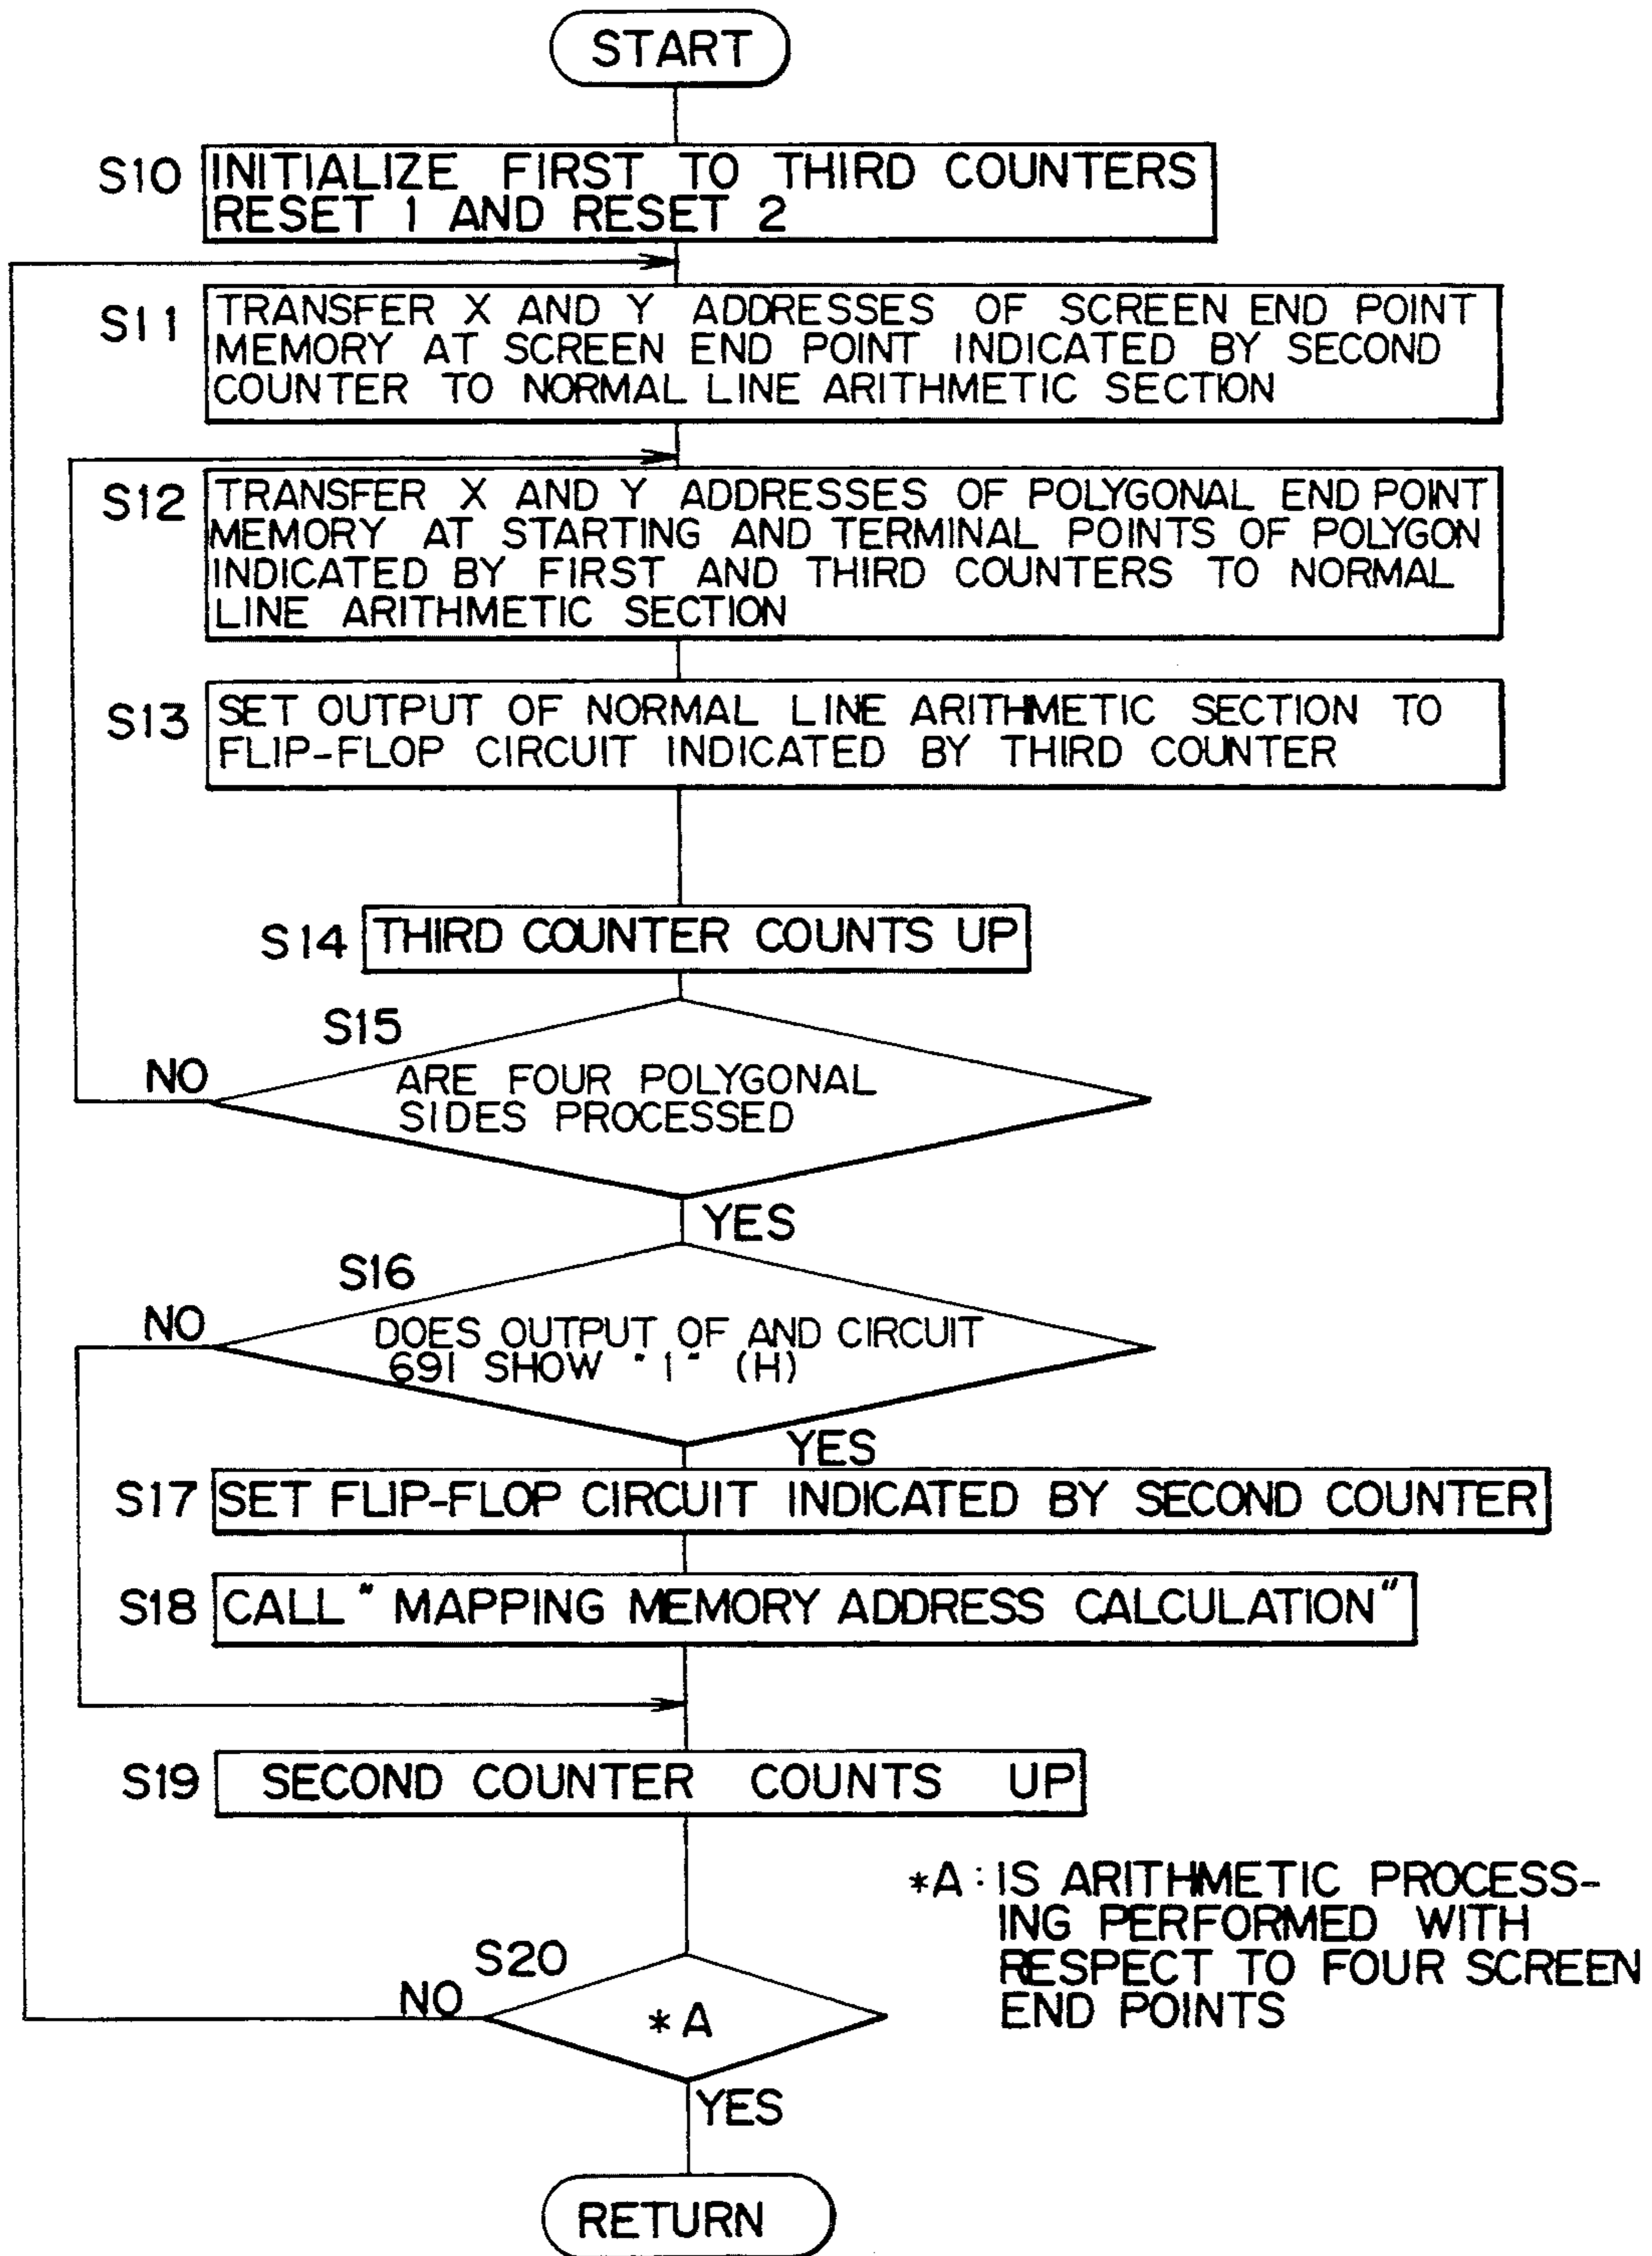 START
S10
INITIALIZE FIRST TO THIRD COUNTERS
RESET 1 AND RESET 2
S11
TRANSFER X AND Y ADDRESSES OF SCREEN END POINT
MEMORY AT SCREEN END POINT INDICATED BY SECOND
COUNTER TO NORMAL LINE ARITHMETIC SECTION
S12
TRANSFER X AND Y ADDRESSES OF POLYGONAL END POINT
MEMORY AT STARTING AND TERMINAL POINTS OF POLYGON
INDICATED BY FIRST AND THIRD COUNTERS TO NORMAL
LINE ARITHMETIC SECTION
S13
SET OUTPUT OF NORMAL LINE ARITHMETIC SECTION TO
FLIP-FLOP CIRCUIT INDICATED BY THIRD COUNTER
S14
THIRD COUNTER COUNTS UP
S15
NO
ARE FOUR POLYGONAL
SIDES PROCESSED
YES
S16
NO
DOES OUTPUT OF AND CIRCUIT
691 SHOW "1" (H)
YES
S17
SET FLIP-FLOP CIRCUIT INDICATED BY SECOND COUNTER
S18
CALL "MAPPING MEMORY ADDRESS CALCULATION"
S19
SECOND COUNTER COUNTS UP
S20
NO
*A
*A : IS ARITHMETIC PROCESS-
ING PERFORMED WITH
RESPECT TO FOUR SCREEN
END POINTS
YES
RETURN